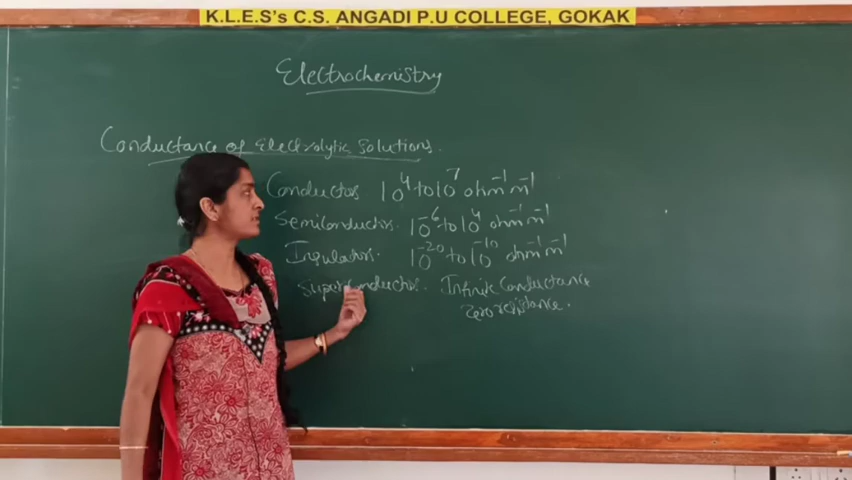 K.L.E.S's C.S. ANGADI P.U COLLEGE, GOKAK
Electrochemistry
Conductance of Electrolytic Solutions.
Conductors 10⁴ to 10⁷ ohm⁻¹ m⁻¹
Semiconductors. 10⁻⁶ to 10⁴ ohm⁻¹ m⁻¹
Insulators. 10⁻²⁰ to 10⁻¹⁰ ohm⁻¹ m⁻¹
Superconductors. Infinite Conductance
Zero resistance.